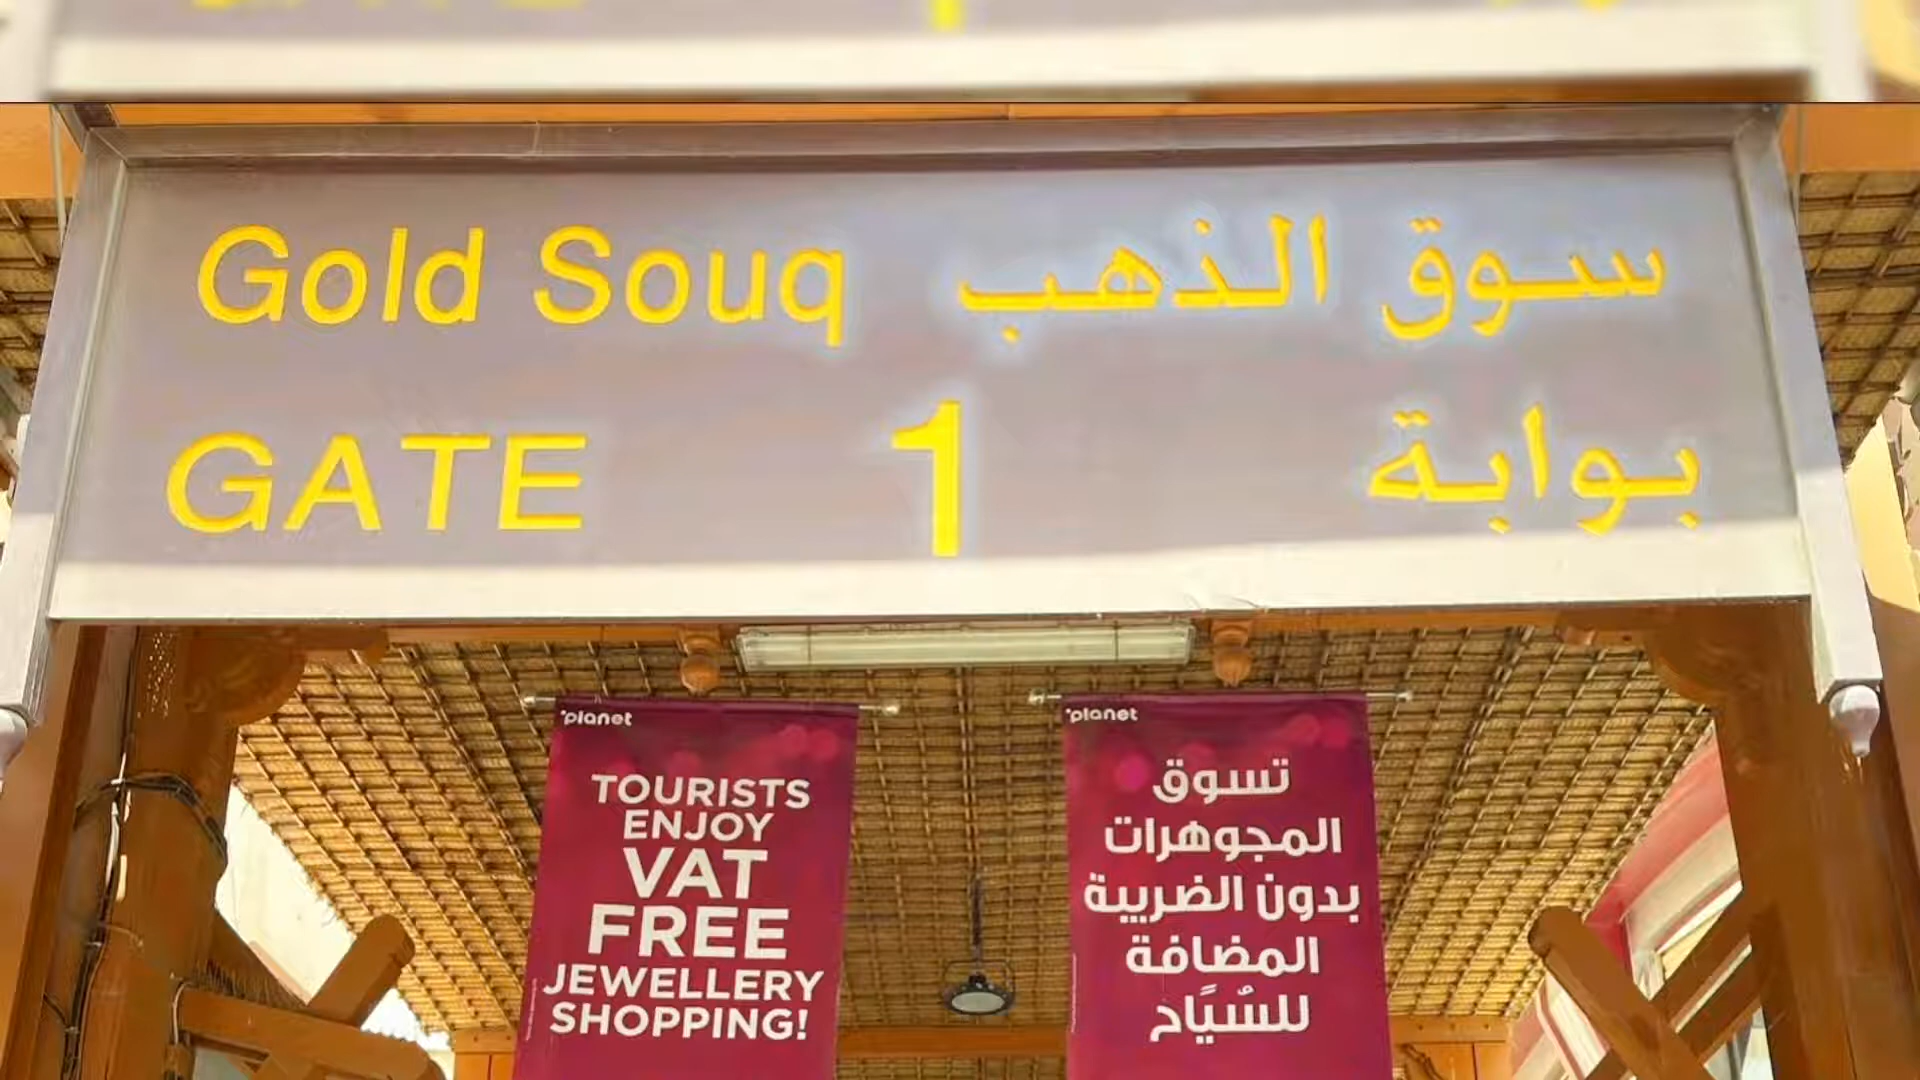 Gold Souq سوق الذهب
GATE 1 بوابة
planet
TOURISTS
ENJOY
VAT
FREE
JEWELLERY
SHOPPING!
planet
تسوق
المجوهرات
بدون الضريبة
المضافة
للسُيَّاح